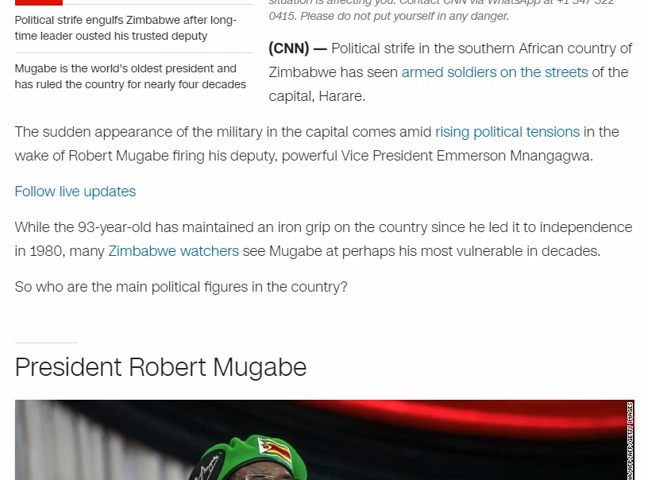 situation is affecting you. Contact CNN via WhatsApp at +1 347 322
0415. Please do not put yourself in any danger.
Political strife engulfs Zimbabwe after long-
time leader ousted his trusted deputy
Mugabe is the world's oldest president and
has ruled the country for nearly four decades
(CNN) — Political strife in the southern African country of
Zimbabwe has seen armed soldiers on the streets of the
capital, Harare.
The sudden appearance of the military in the capital comes amid rising political tensions in the
wake of Robert Mugabe firing his deputy, powerful Vice President Emmerson Mnangagwa.
Follow live updates
While the 93-year-old has maintained an iron grip on the country since he led it to independence
in 1980, many Zimbabwe watchers see Mugabe at perhaps his most vulnerable in decades.
So who are the main political figures in the country?
President Robert Mugabe
GETTY IMAGES